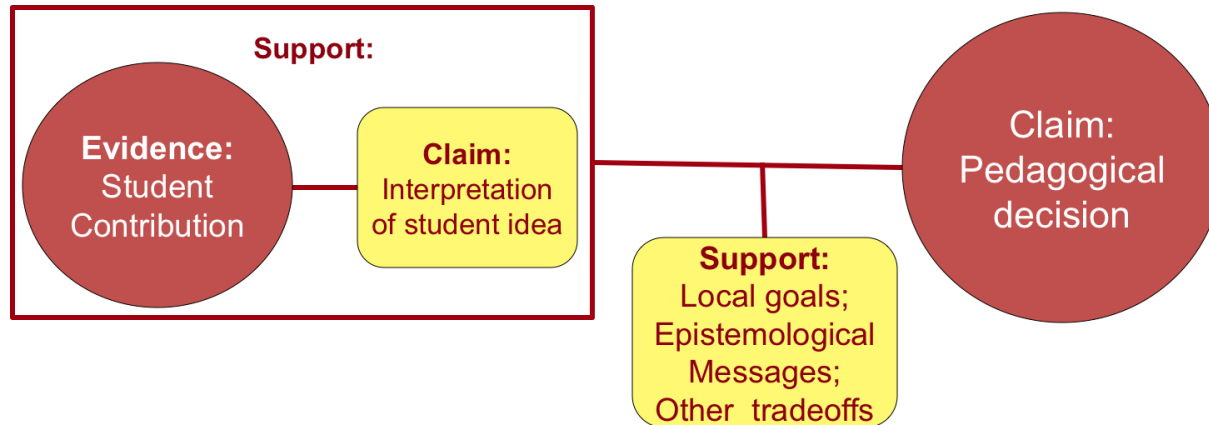 Support:
Evidence:
Student
Contribution
Claim:
Interpretation
of student idea
Claim:
Pedagogical
decision
Support:
Local goals;
Epistemological
Messages;
Other tradeoffs